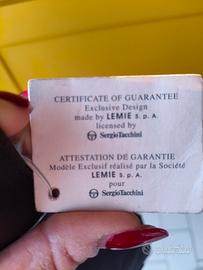 CERTIFICATE OF GUARANTEE
Exclusive Design
made by LEMIE S.p.A.
licensed by
Sergio Tacchini
ATTESTATION DE GARANTIE
Modèle Exclusif réalisé par la Société
LEMIE S.p.A.
pour
Sergio Tacchini
subito